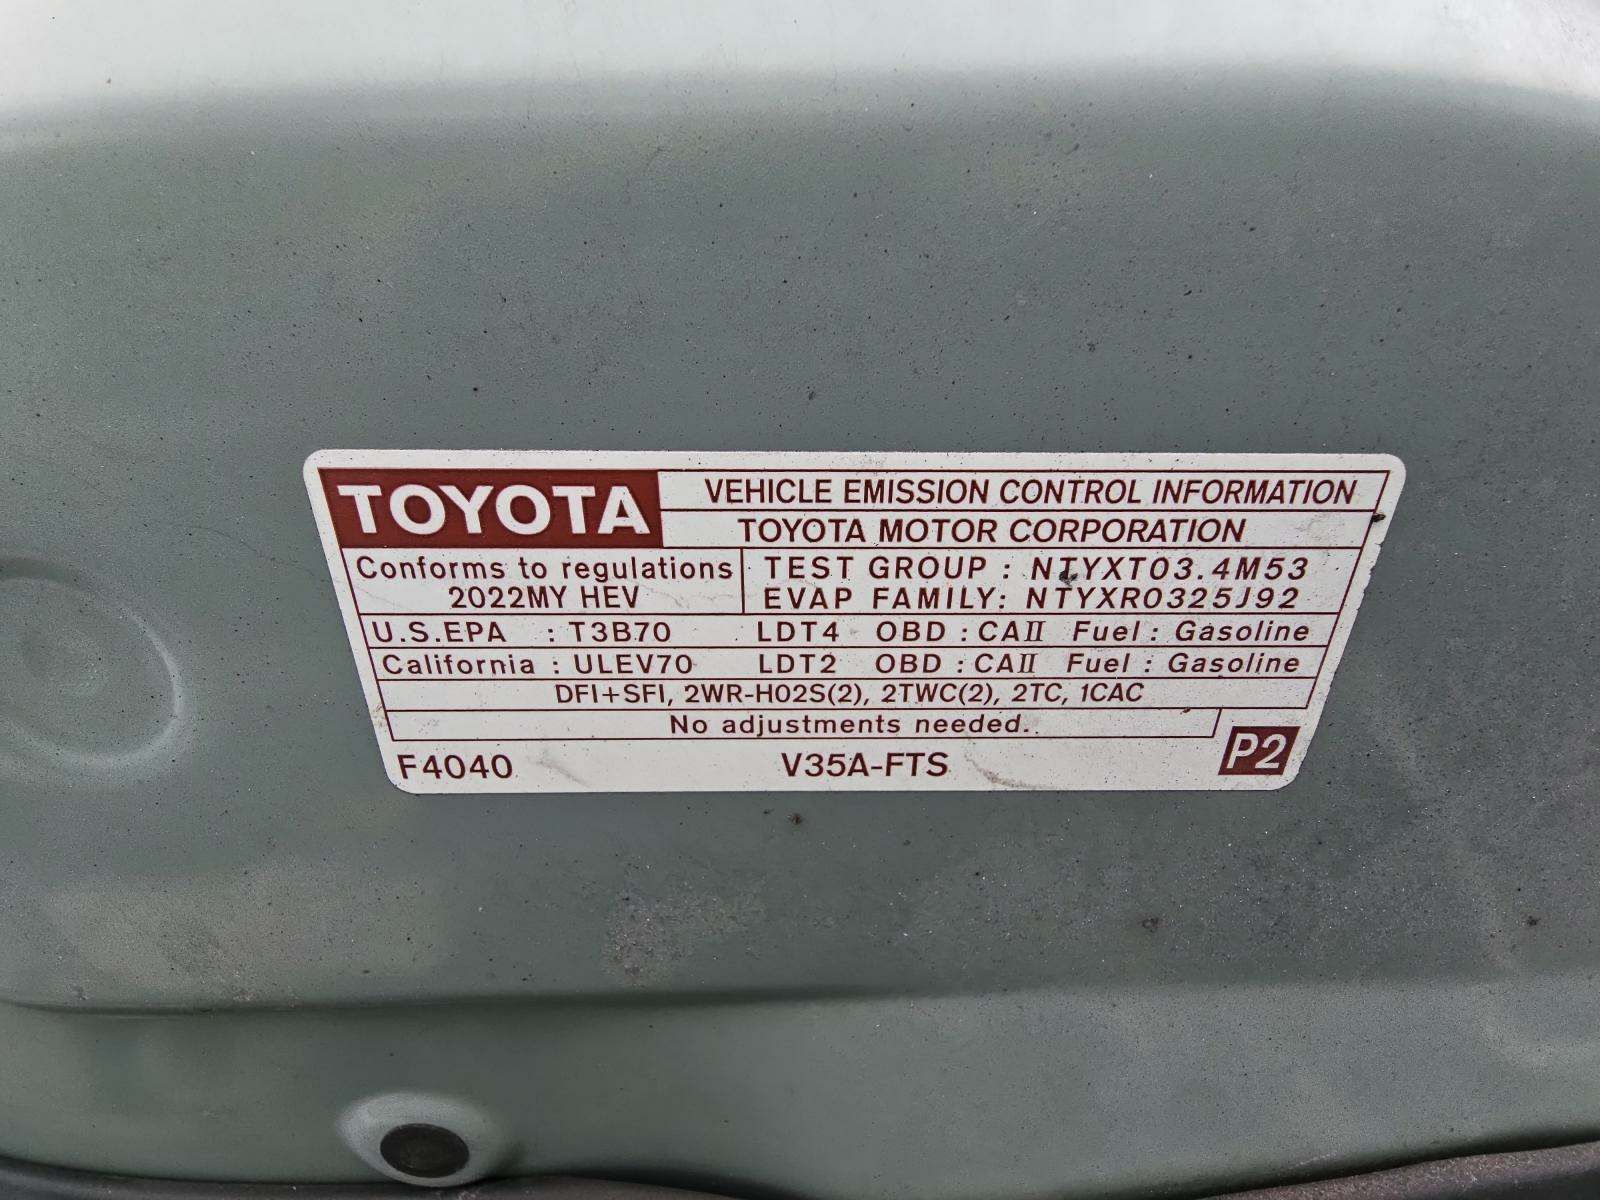 TOYOTA VEHICLE EMISSION CONTROL INFORMATION
TOYOTA MOTOR CORPORATION
Conforms to regulations
2022MY HEV
TEST GROUP : NTYXT03.4M53
EVAP FAMILY: NTYXR0325J92
U.S.EPA : T3B70 LDT4 OBD : CAII Fuel : Gasoline
California : ULEV70 LDT2 OBD : CAII Fuel : Gasoline
DFI+SFI, 2WR-HO2S(2), 2TWC(2), 2TC, 1CAC
No adjustments needed.
F4040 V35A-FTS P2